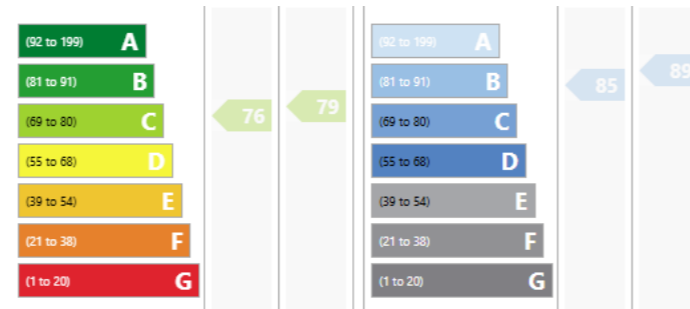 (92 to 199) A
(81 to 91) B
(69 to 80) C
(55 to 68) D
(39 to 54) E
(21 to 38) F
(1 to 20) G
76
79
(92 to 199) A
(81 to 91) B
(69 to 80) C
(55 to 68) D
(39 to 54) E
(21 to 38) F
(1 to 20) G
85
89